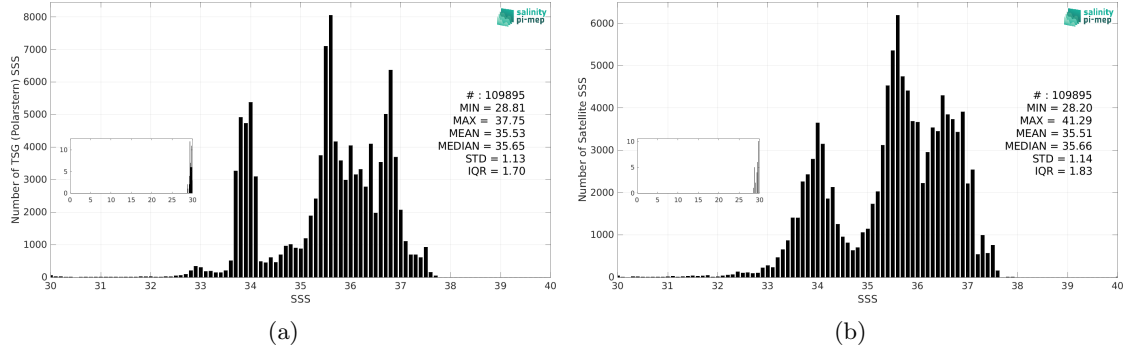 8000
7000
6000
5000
4000
3000
2000
1000
0
Number of TSG (Polarstern) SSS
30 31 32 33 34 35 36 37 38 39 40
SSS
salinity
pi-mep
# : 109895
MIN = 28.81
MAX = 37.75
MEAN = 35.53
MEDIAN = 35.65
STD = 1.13
IQR = 1.70
10
5
0
0 5 10 15 20 25 30
(a)
6000
5000
4000
3000
2000
1000
0
Number of Satellite SSS
30 31 32 33 34 35 36 37 38 39 40
SSS
salinity
pi-mep
# : 109895
MIN = 28.20
MAX = 41.29
MEAN = 35.51
MEDIAN = 35.66
STD = 1.14
IQR = 1.83
10
5
0
0 5 10 15 20 25 30
(b)